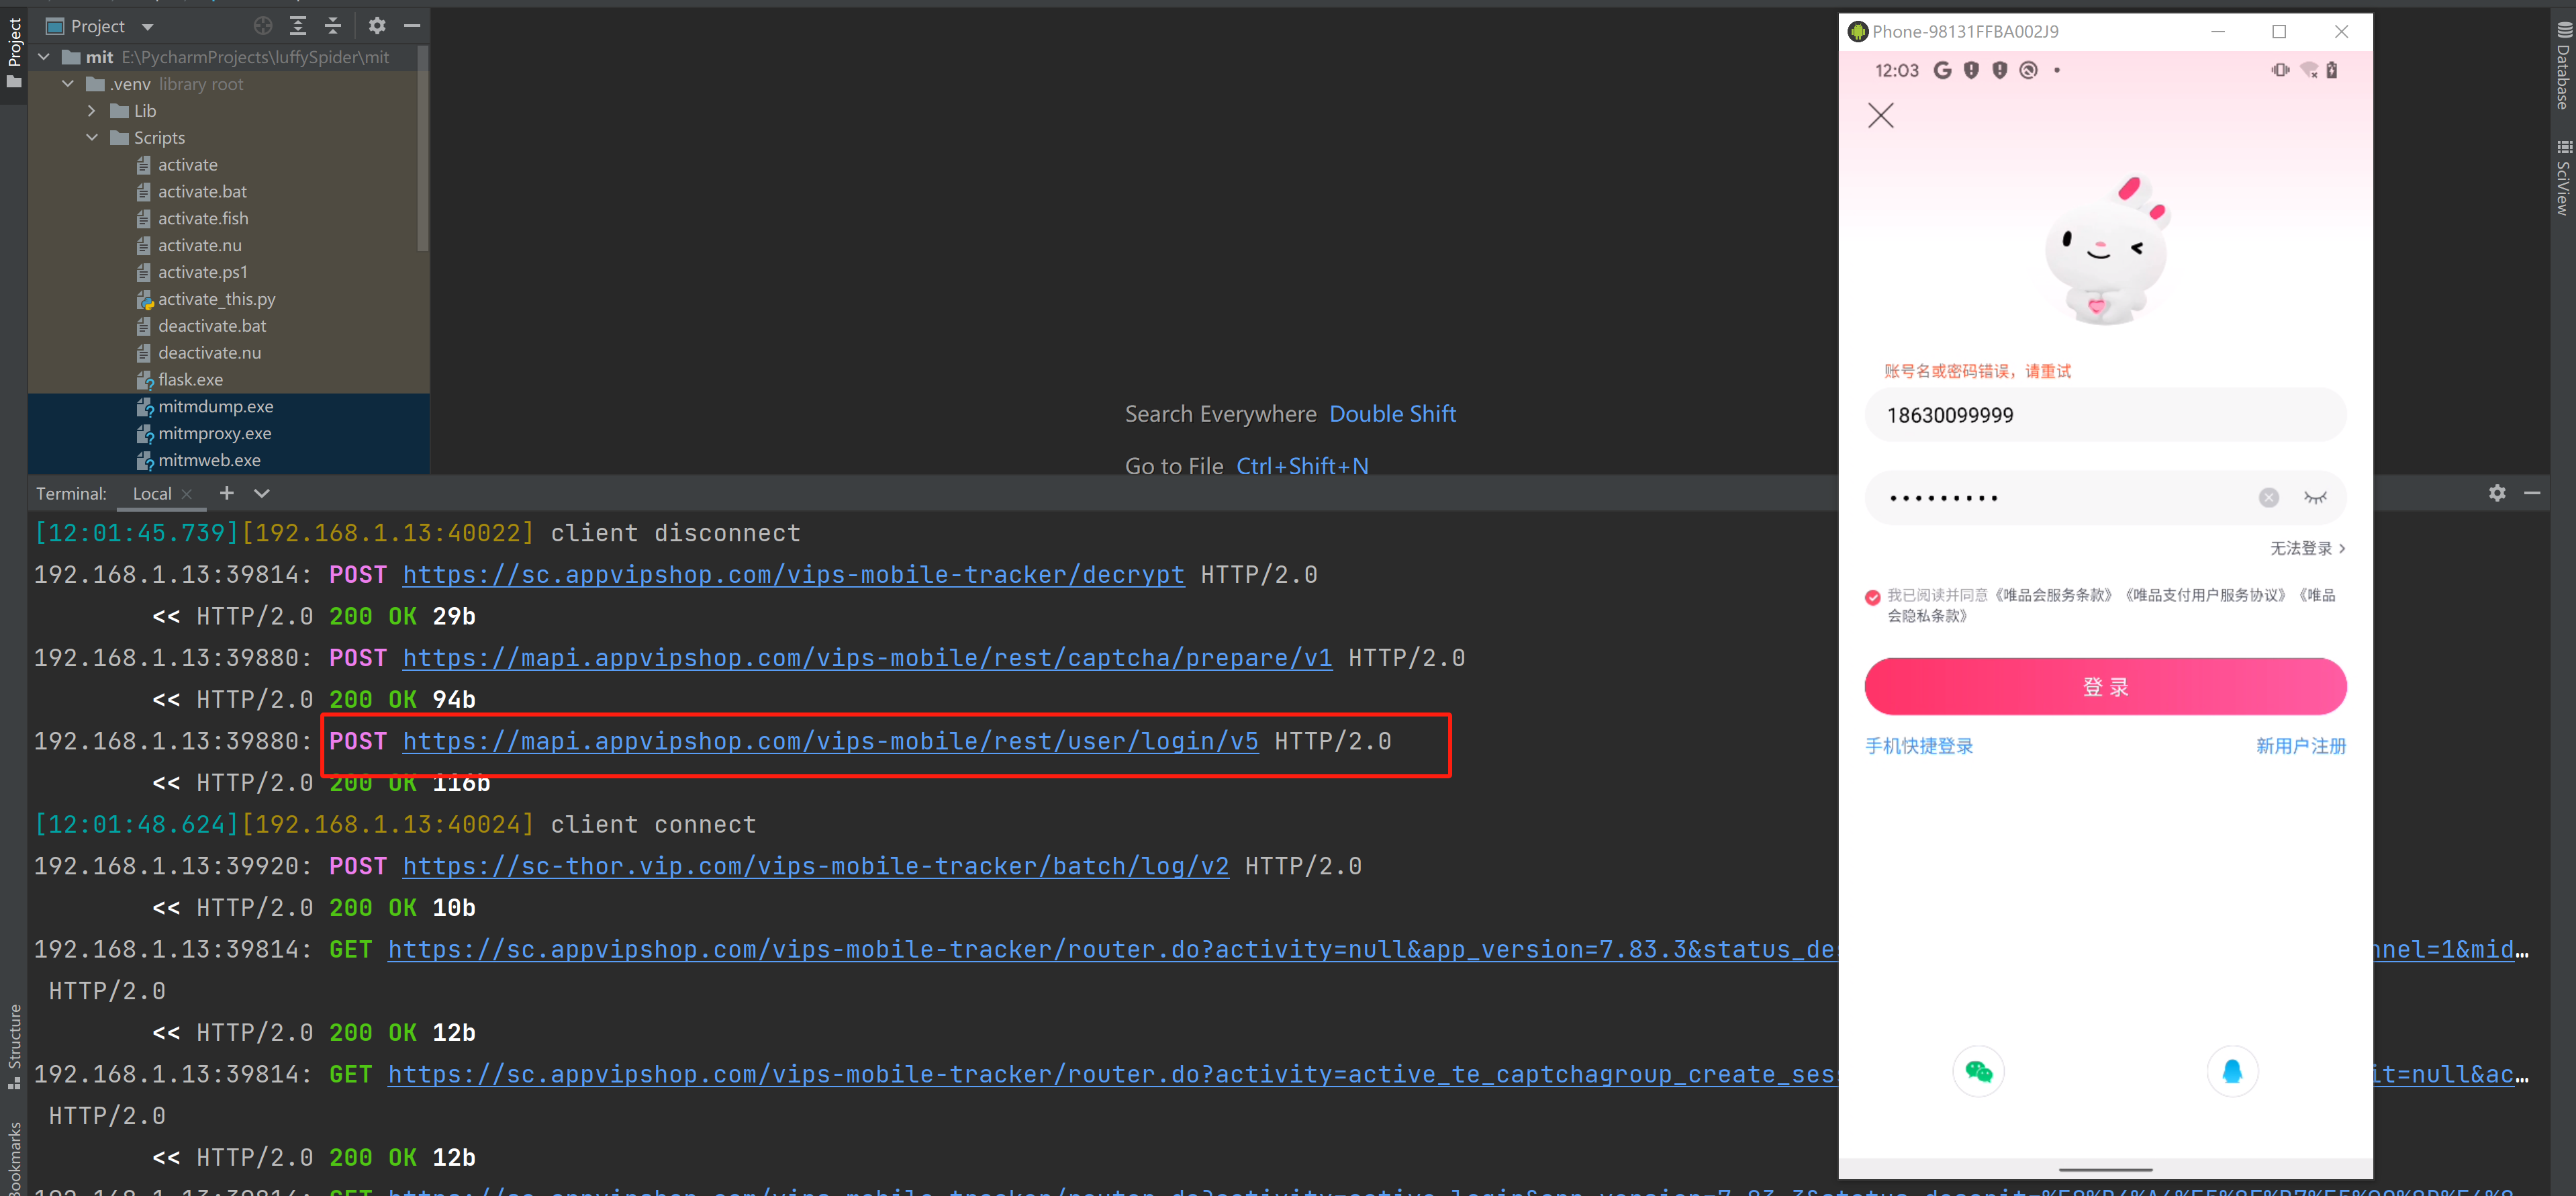 Project
Project
mit E:\PycharmProjects\luffySpider\mit
.venv library root
Lib
Scripts
activate
activate.bat
activate.fish
activate.nu
activate.ps1
activate_this.py
deactivate.bat
deactivate.nu
flask.exe
mitmdump.exe
mitmproxy.exe
mitmweb.exe
Search Everywhere Double Shift
Go to File Ctrl+Shift+N
Terminal: Local
[12:01:45.739][192.168.1.13:40022] client disconnect
192.168.1.13:39814: POST https://sc.appvipshop.com/vips-mobile-tracker/decrypt HTTP/2.0
<< HTTP/2.0 200 OK 29b
192.168.1.13:39880: POST https://mapi.appvipshop.com/vips-mobile/rest/captcha/prepare/v1 HTTP/2.0
<< HTTP/2.0 200 OK 94b
192.168.1.13:39880: POST https://mapi.appvipshop.com/vips-mobile/rest/user/login/v5 HTTP/2.0
<< HTTP/2.0 200 OK 116b
[12:01:48.624][192.168.1.13:40024] client connect
192.168.1.13:39920: POST https://sc-thor.vip.com/vips-mobile-tracker/batch/log/v2 HTTP/2.0
<< HTTP/2.0 200 OK 10b
192.168.1.13:39814: GET https://sc.appvipshop.com/vips-mobile-tracker/router.do?activity=null&app_version=7.83.3&status_des nnel=1&mid…
HTTP/2.0
<< HTTP/2.0 200 OK 12b
192.168.1.13:39814: GET https://sc.appvipshop.com/vips-mobile-tracker/router.do?activity=active_te_captchagroup_create_ses it=null&ac…
HTTP/2.0
<< HTTP/2.0 200 OK 12b
Structure
Bookmarks
Phone-98131FFBA002J9
12:03
账号名或密码错误，请重试
18630099999
无法登录
我已阅读并同意《唯品会服务条款》《唯品支付用户服务协议》《唯品
会隐私条款》
登 录
手机快捷登录 新用户注册
Database
SciView